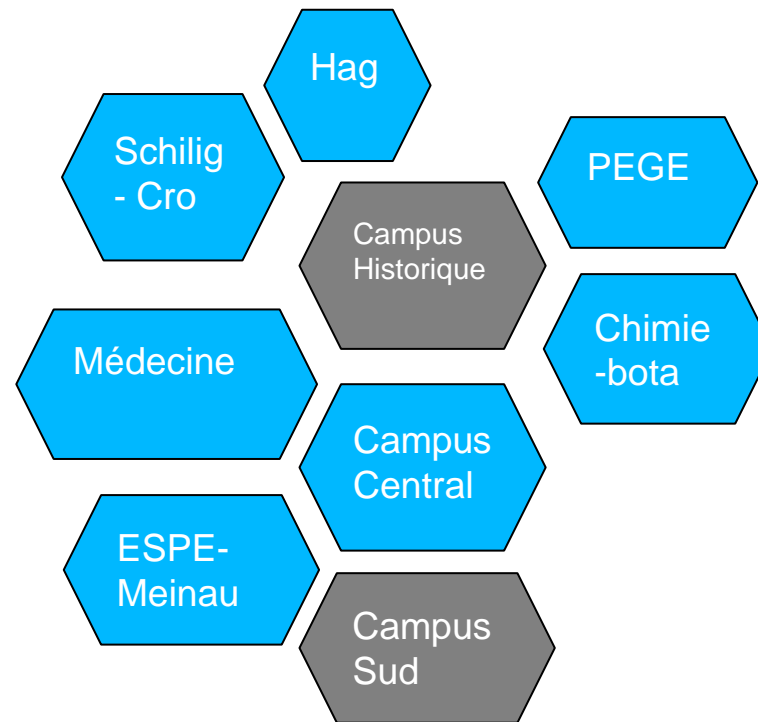 Hag
Schilig
- Cro
PEGE
Campus
Historique
Chimie
-bota
Médecine
Campus
Central
ESPE-
Meinau
Campus
Sud